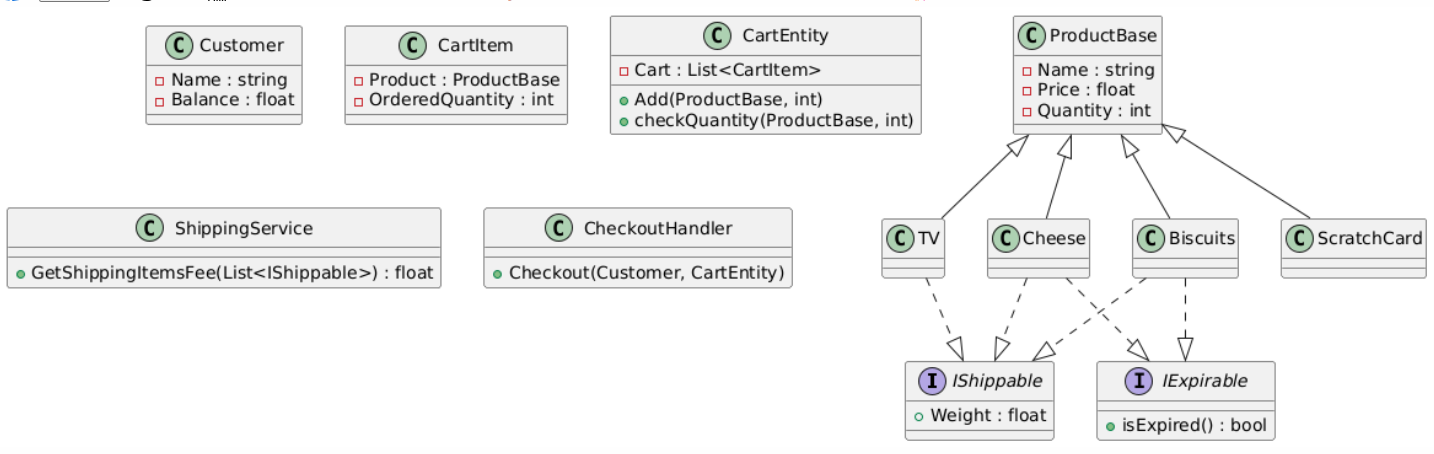 C Customer
Name : string
Balance : float
C CartItem
Product : ProductBase
OrderedQuantity : int
C CartEntity
Cart : List<CartItem>
Add(ProductBase, int)
checkQuantity(ProductBase, int)
C ProductBase
Name : string
Price : float
Quantity : int
C ShippingService
GetShippingItemsFee(List<IShippable>) : float
C CheckoutHandler
Checkout(Customer, CartEntity)
C TV
C Cheese
C Biscuits
C ScratchCard
I IShippable
Weight : float
I IExpirable
isExpired() : bool